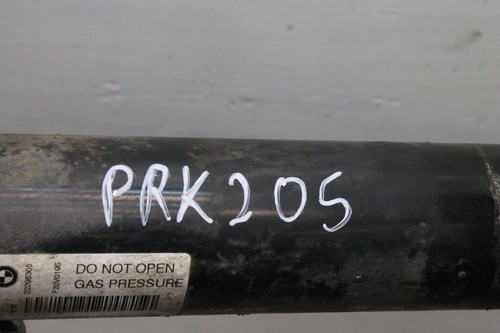 PRK205
DO NOT OPEN
GAS PRESSURE